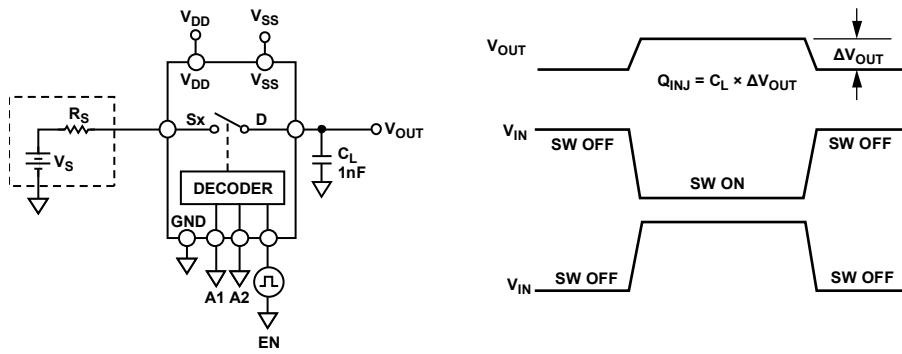 VDD
VSS
VDD
VSS
RS
Sx
D
VOUT
VS
CL
1nF
DECODER
GND
A1
A2
EN
VOUT
ΔVOUT
QINJ = CL × ΔVOUT
VIN
SW OFF
SW OFF
SW ON
VIN
SW OFF
SW OFF